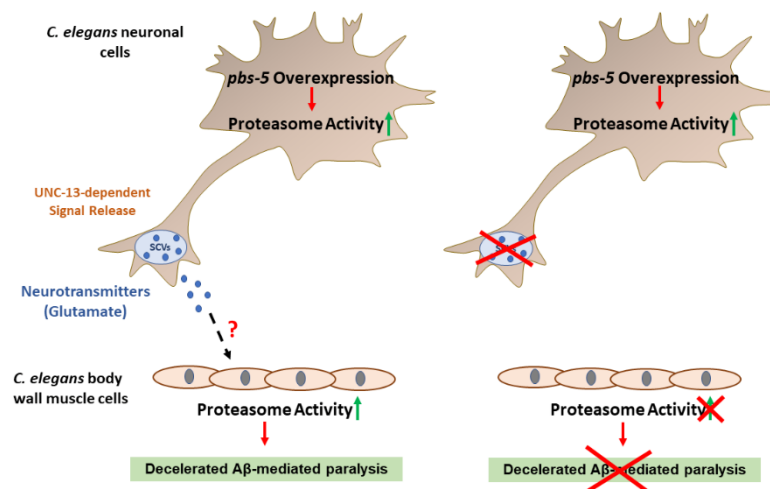 C. elegans neuronal
cells
pbs-5 Overexpression
Proteasome Activity
UNC-13-dependent
Signal Release
SCVs
Neurotransmitters
(Glutamate)
?
C. elegans body
wall muscle cells
Proteasome Activity
Decelerated Aβ-mediated paralysis
pbs-5 Overexpression
Proteasome Activity
Proteasome Activity
Decelerated Aβ-mediated paralysis